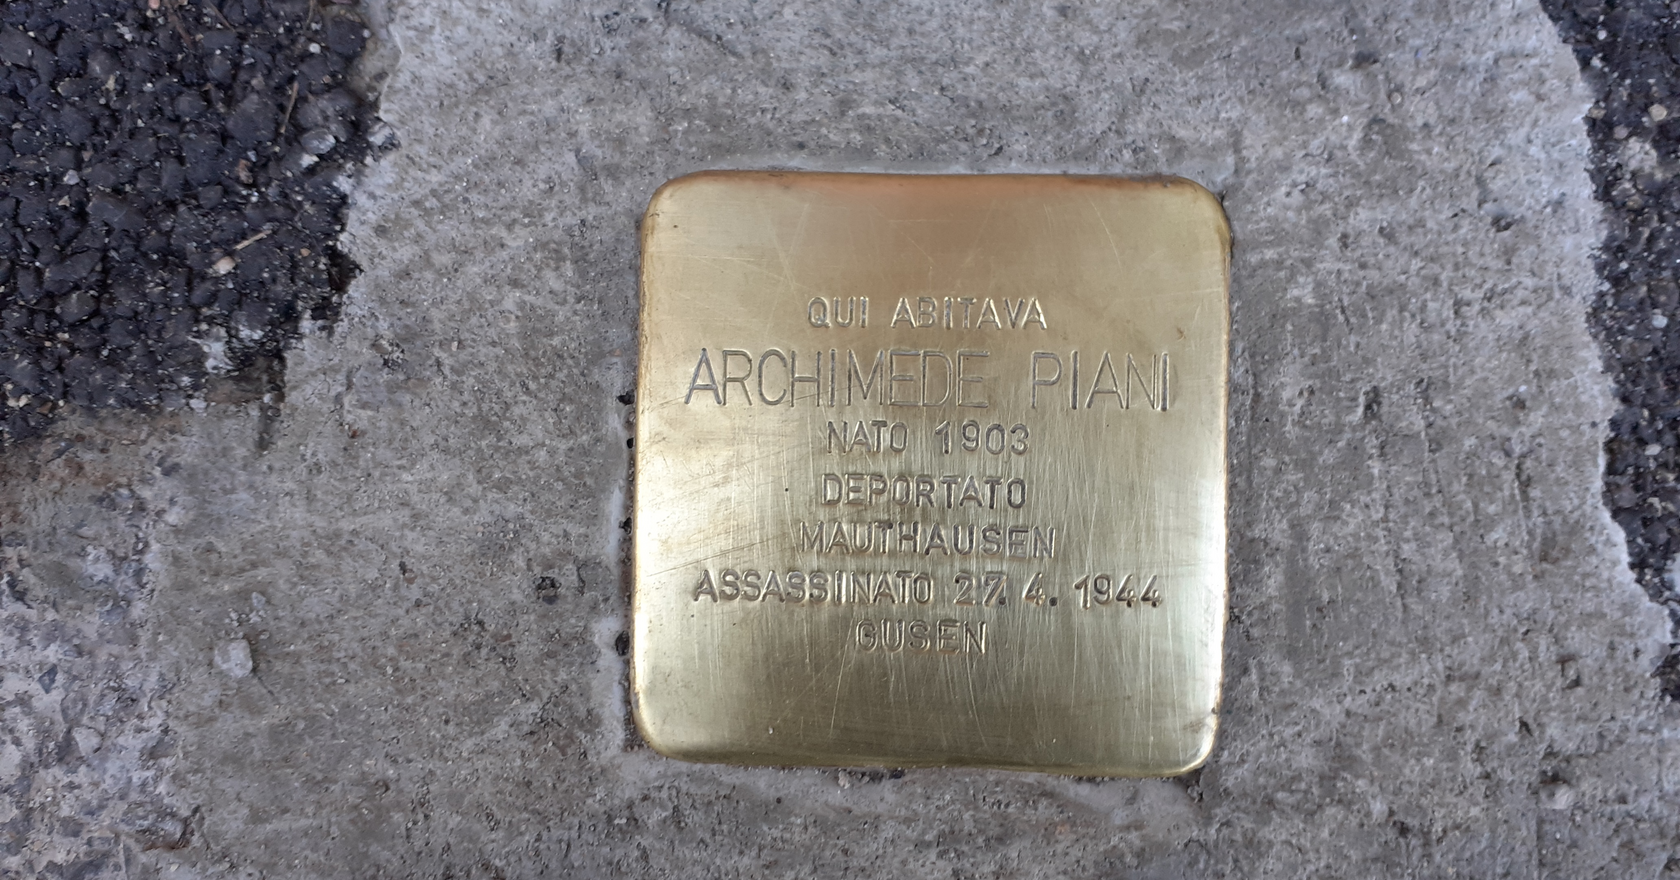 QUI ABITAVA
ARCHIMEDE PIANI
NATO 1903
DEPORTATO
MAUTHAUSEN
ASSASSINATO 27. 4. 1944
GUSEN